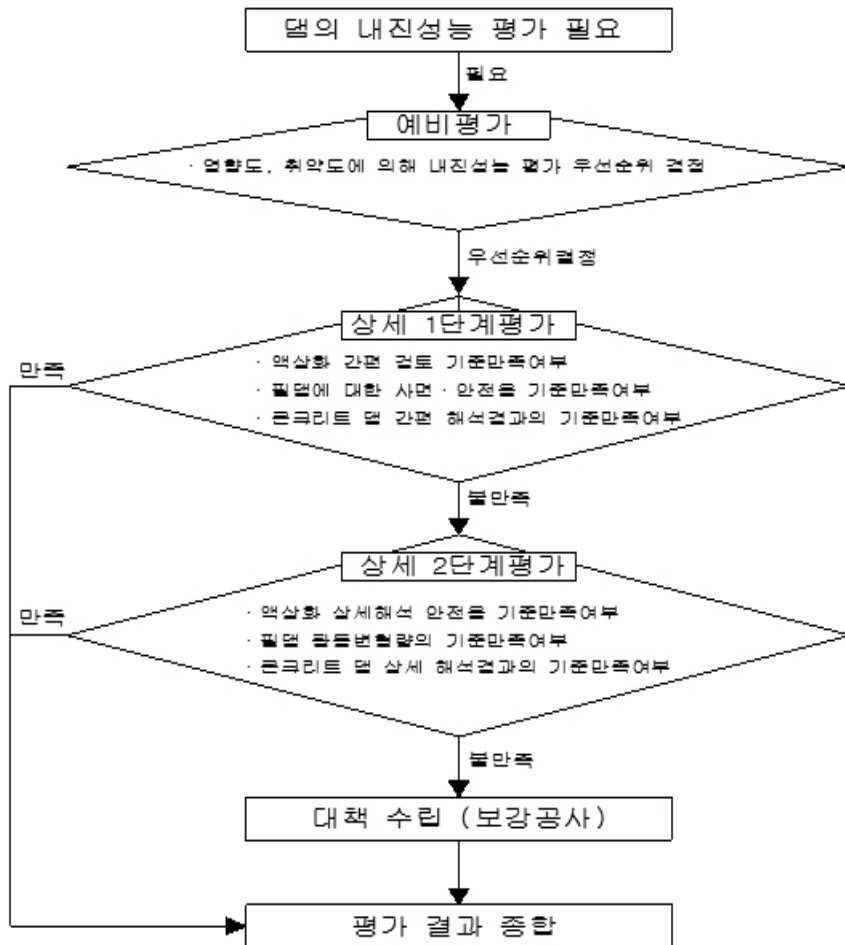 댐의 내진성능 평가 필요
필요
예비평가
· 영향도, 취약도에 의해 내진성능 평가 우선순위 결정
우선순위결정
상세 1단계평가
· 액상화 간편 검토 기준만족여부
만족
· 필댐에 대한 사면 · 안전율 기준만족여부
· 콘크리트 댐 간편 해석결과의 기준만족여부
불만족
상세 2단계평가
· 액상화 상세해석 안전율 기준만족여부
만족
· 필댐 활동변형량의 기준만족여부
· 콘크리트 댐 상세 해석결과의 기준만족여부
불만족
대책 수립 (보강공사)
평가 결과 종합